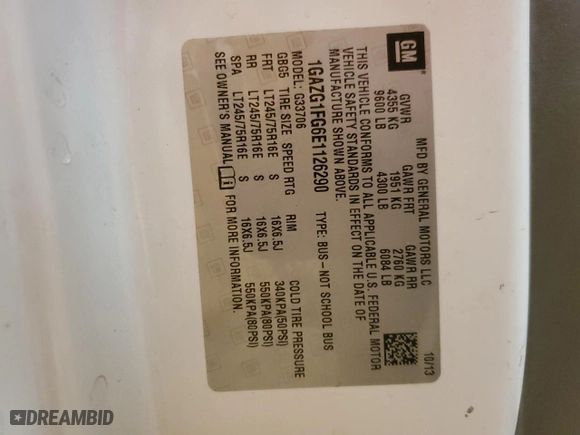 GM®
MFD BY GENERAL MOTORS LLC 10/13
GVWR GAWR FRT GAWR RR
4355 KG 1951 KG 2760 KG
9600 LB 4300 LB 6084 LB
THIS VEHICLE CONFORMS TO ALL APPLICABLE U.S. FEDERAL MOTOR
VEHICLE SAFETY STANDARDS IN EFFECT ON THE DATE OF
MANUFACTURE SHOWN ABOVE.
1GAZG1FG6E1126290 TYPE: BUS-NOT SCHOOL BUS
MODEL: G33706
GBG5 TIRE SIZE SPEED RTG RIM COLD TIRE PRESSURE
FRT LT245/75R16E S 16X6.5J 340KPA(50PSI)
RR LT245/75R16E S 16X6.5J 550KPA(80PSI)
SPA LT245/75R16E S 16X6.5J 550KPA(80PSI)
SEE OWNER'S MANUAL FOR MORE INFORMATION.
DREAMBID